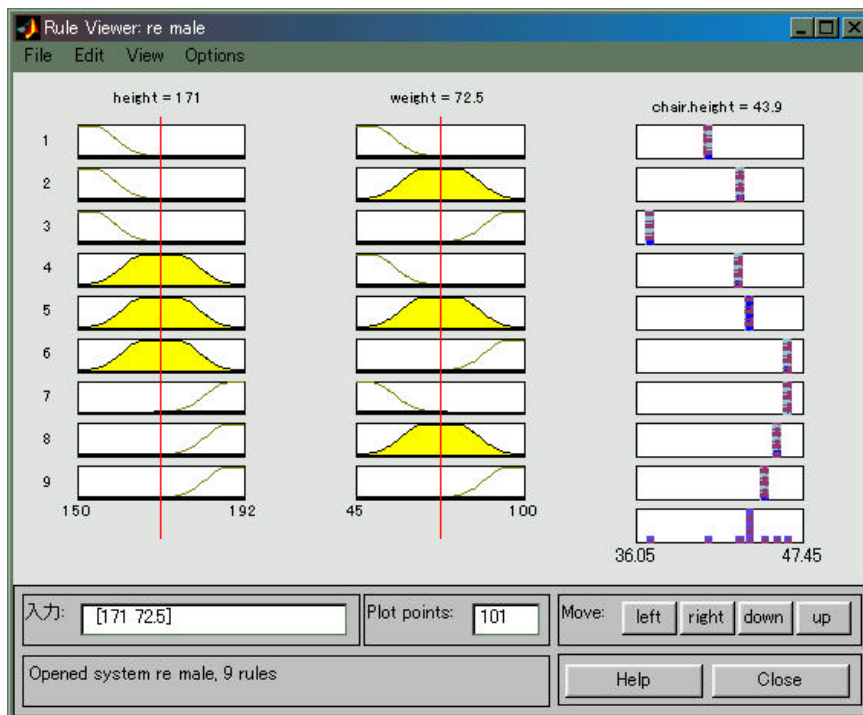 Rule Viewer: re male
File Edit View Options
height = 171 weight = 72.5 chair.height = 43.9
1
2
3
4
5
6
7
8
9
150 192 45 100
36.05 47.45
入力: [171 72.5] Plot points: 101 Move: left right down up
Opened system re male, 9 rules Help Close